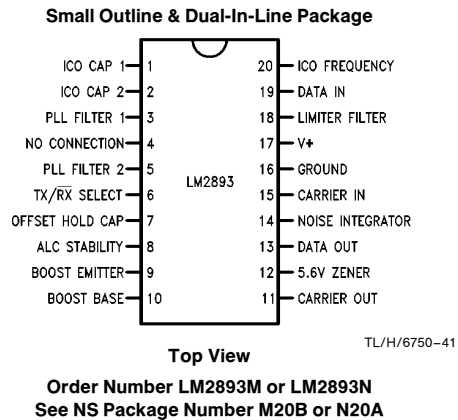 Small Outline & Dual-In-Line Package
ICO CAP 1 1 20 ICO FREQUENCY
ICO CAP 2 2 19 DATA IN
PLL FILTER 1 3 18 LIMITER FILTER
NO CONNECTION 4 17 V+
PLL FILTER 2 5 16 GROUND
LM2893
TX/R̅X̅ SELECT 6 15 CARRIER IN
OFFSET HOLD CAP 7 14 NOISE INTEGRATOR
ALC STABILITY 8 13 DATA OUT
BOOST EMITTER 9 12 5.6V ZENER
BOOST BASE 10 11 CARRIER OUT
TL/H/6750–41
Top View
Order Number LM2893M or LM2893N
See NS Package Number M20B or N20A